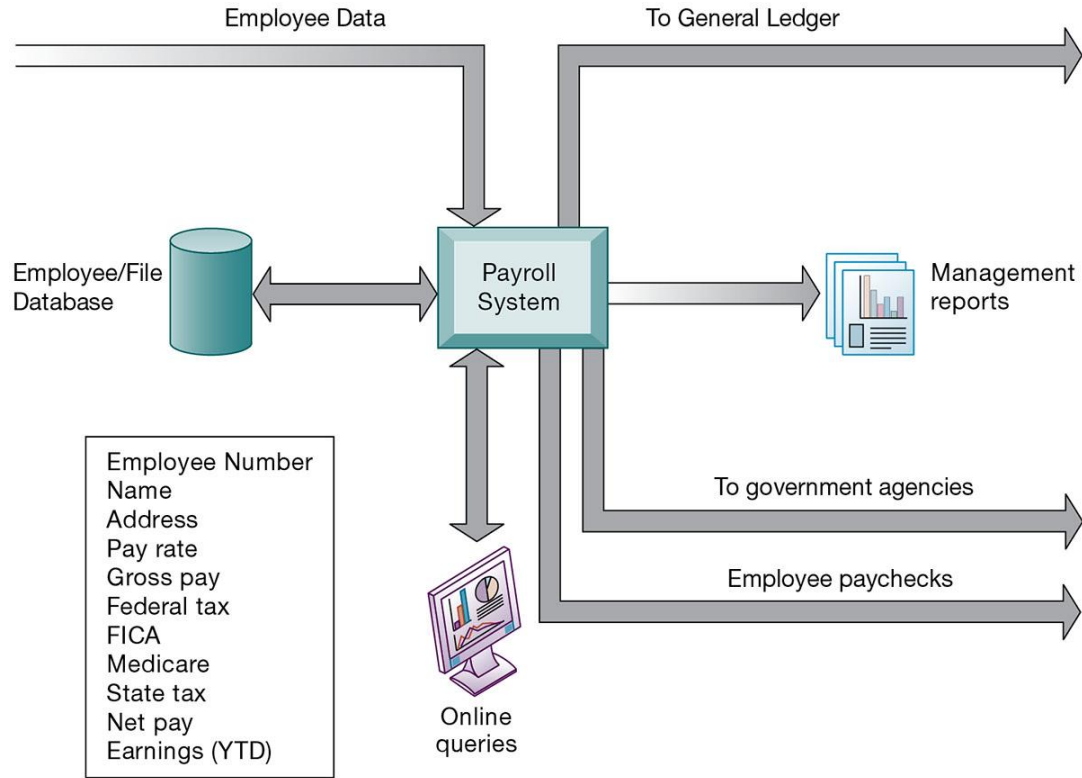 Employee Data
To General Ledger
Employee/File
Database
Payroll
System
Management
reports
Employee Number
Name
Address
Pay rate
Gross pay
Federal tax
FICA
Medicare
State tax
Net pay
Earnings (YTD)
To government agencies
Employee paychecks
Online
queries